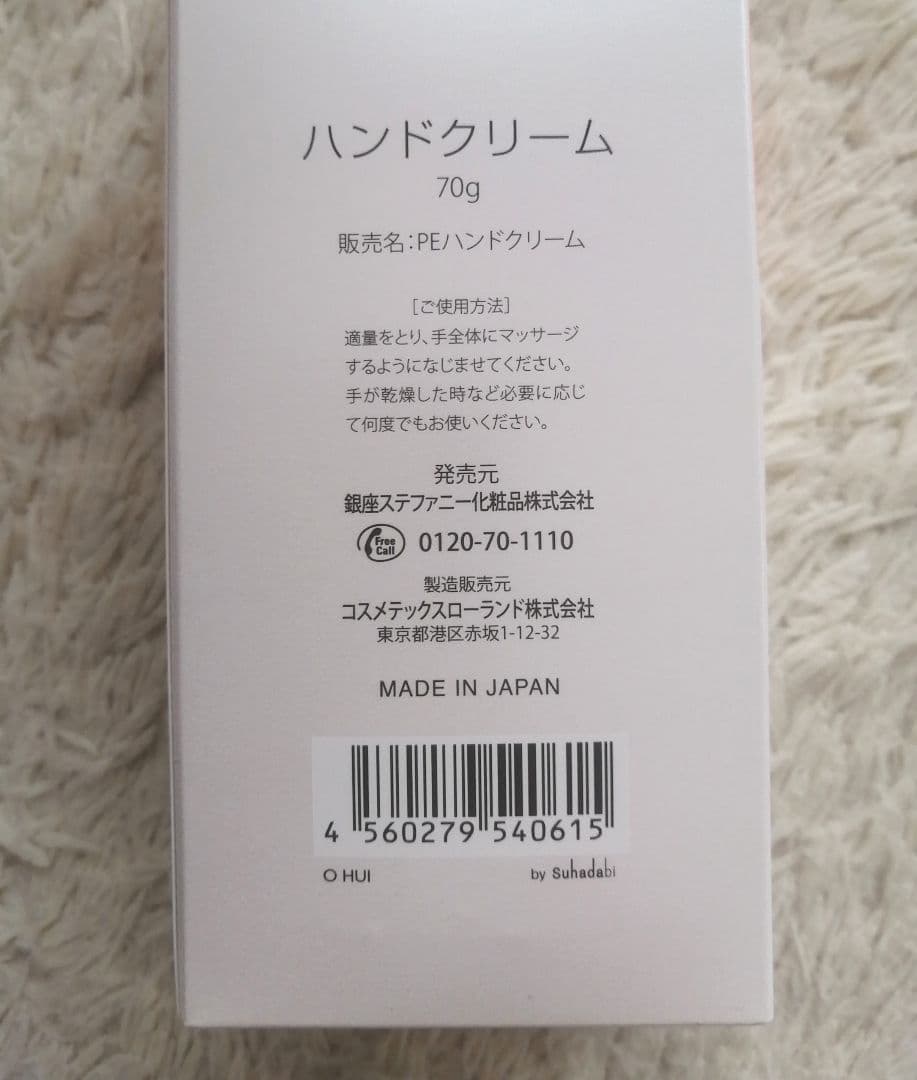 ハンドクリーム
70g
販売名:PEハンドクリーム
[ご使用方法]
適量をとり、手全体にマッサージ
するようになじませてください。
手が乾燥した時など必要に応じ
て何度でもお使いください。
発売元
銀座ステファニー化粧品株式会社
Free Call 0120-70-1110
製造販売元
コスメテックスローランド株式会社
東京都港区赤坂1-12-32
MADE IN JAPAN
4 560279 540615
O HUI by Suhadabi